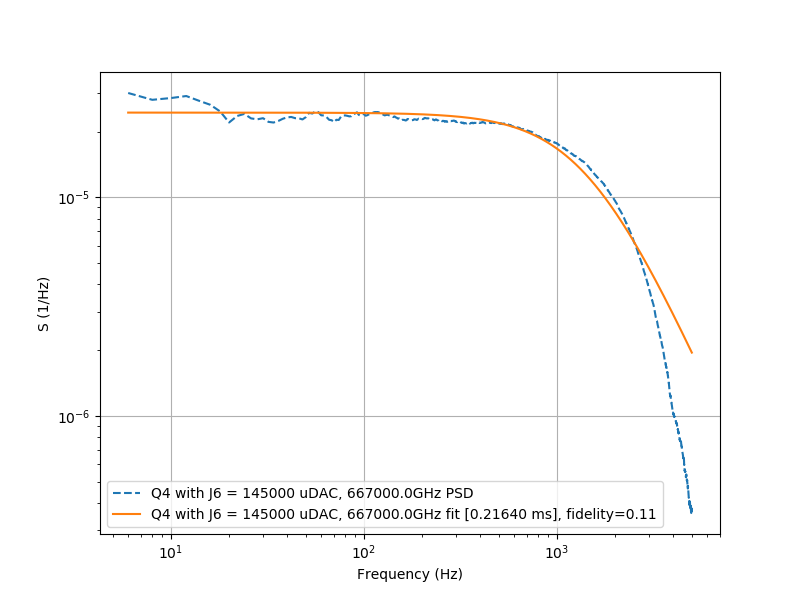 10⁻⁵
10⁻⁶
S (1/Hz)
Q4 with J6 = 145000 uDAC, 667000.0GHz PSD
Q4 with J6 = 145000 uDAC, 667000.0GHz fit [0.21640 ms], fidelity=0.11
10¹ 10² 10³
Frequency (Hz)